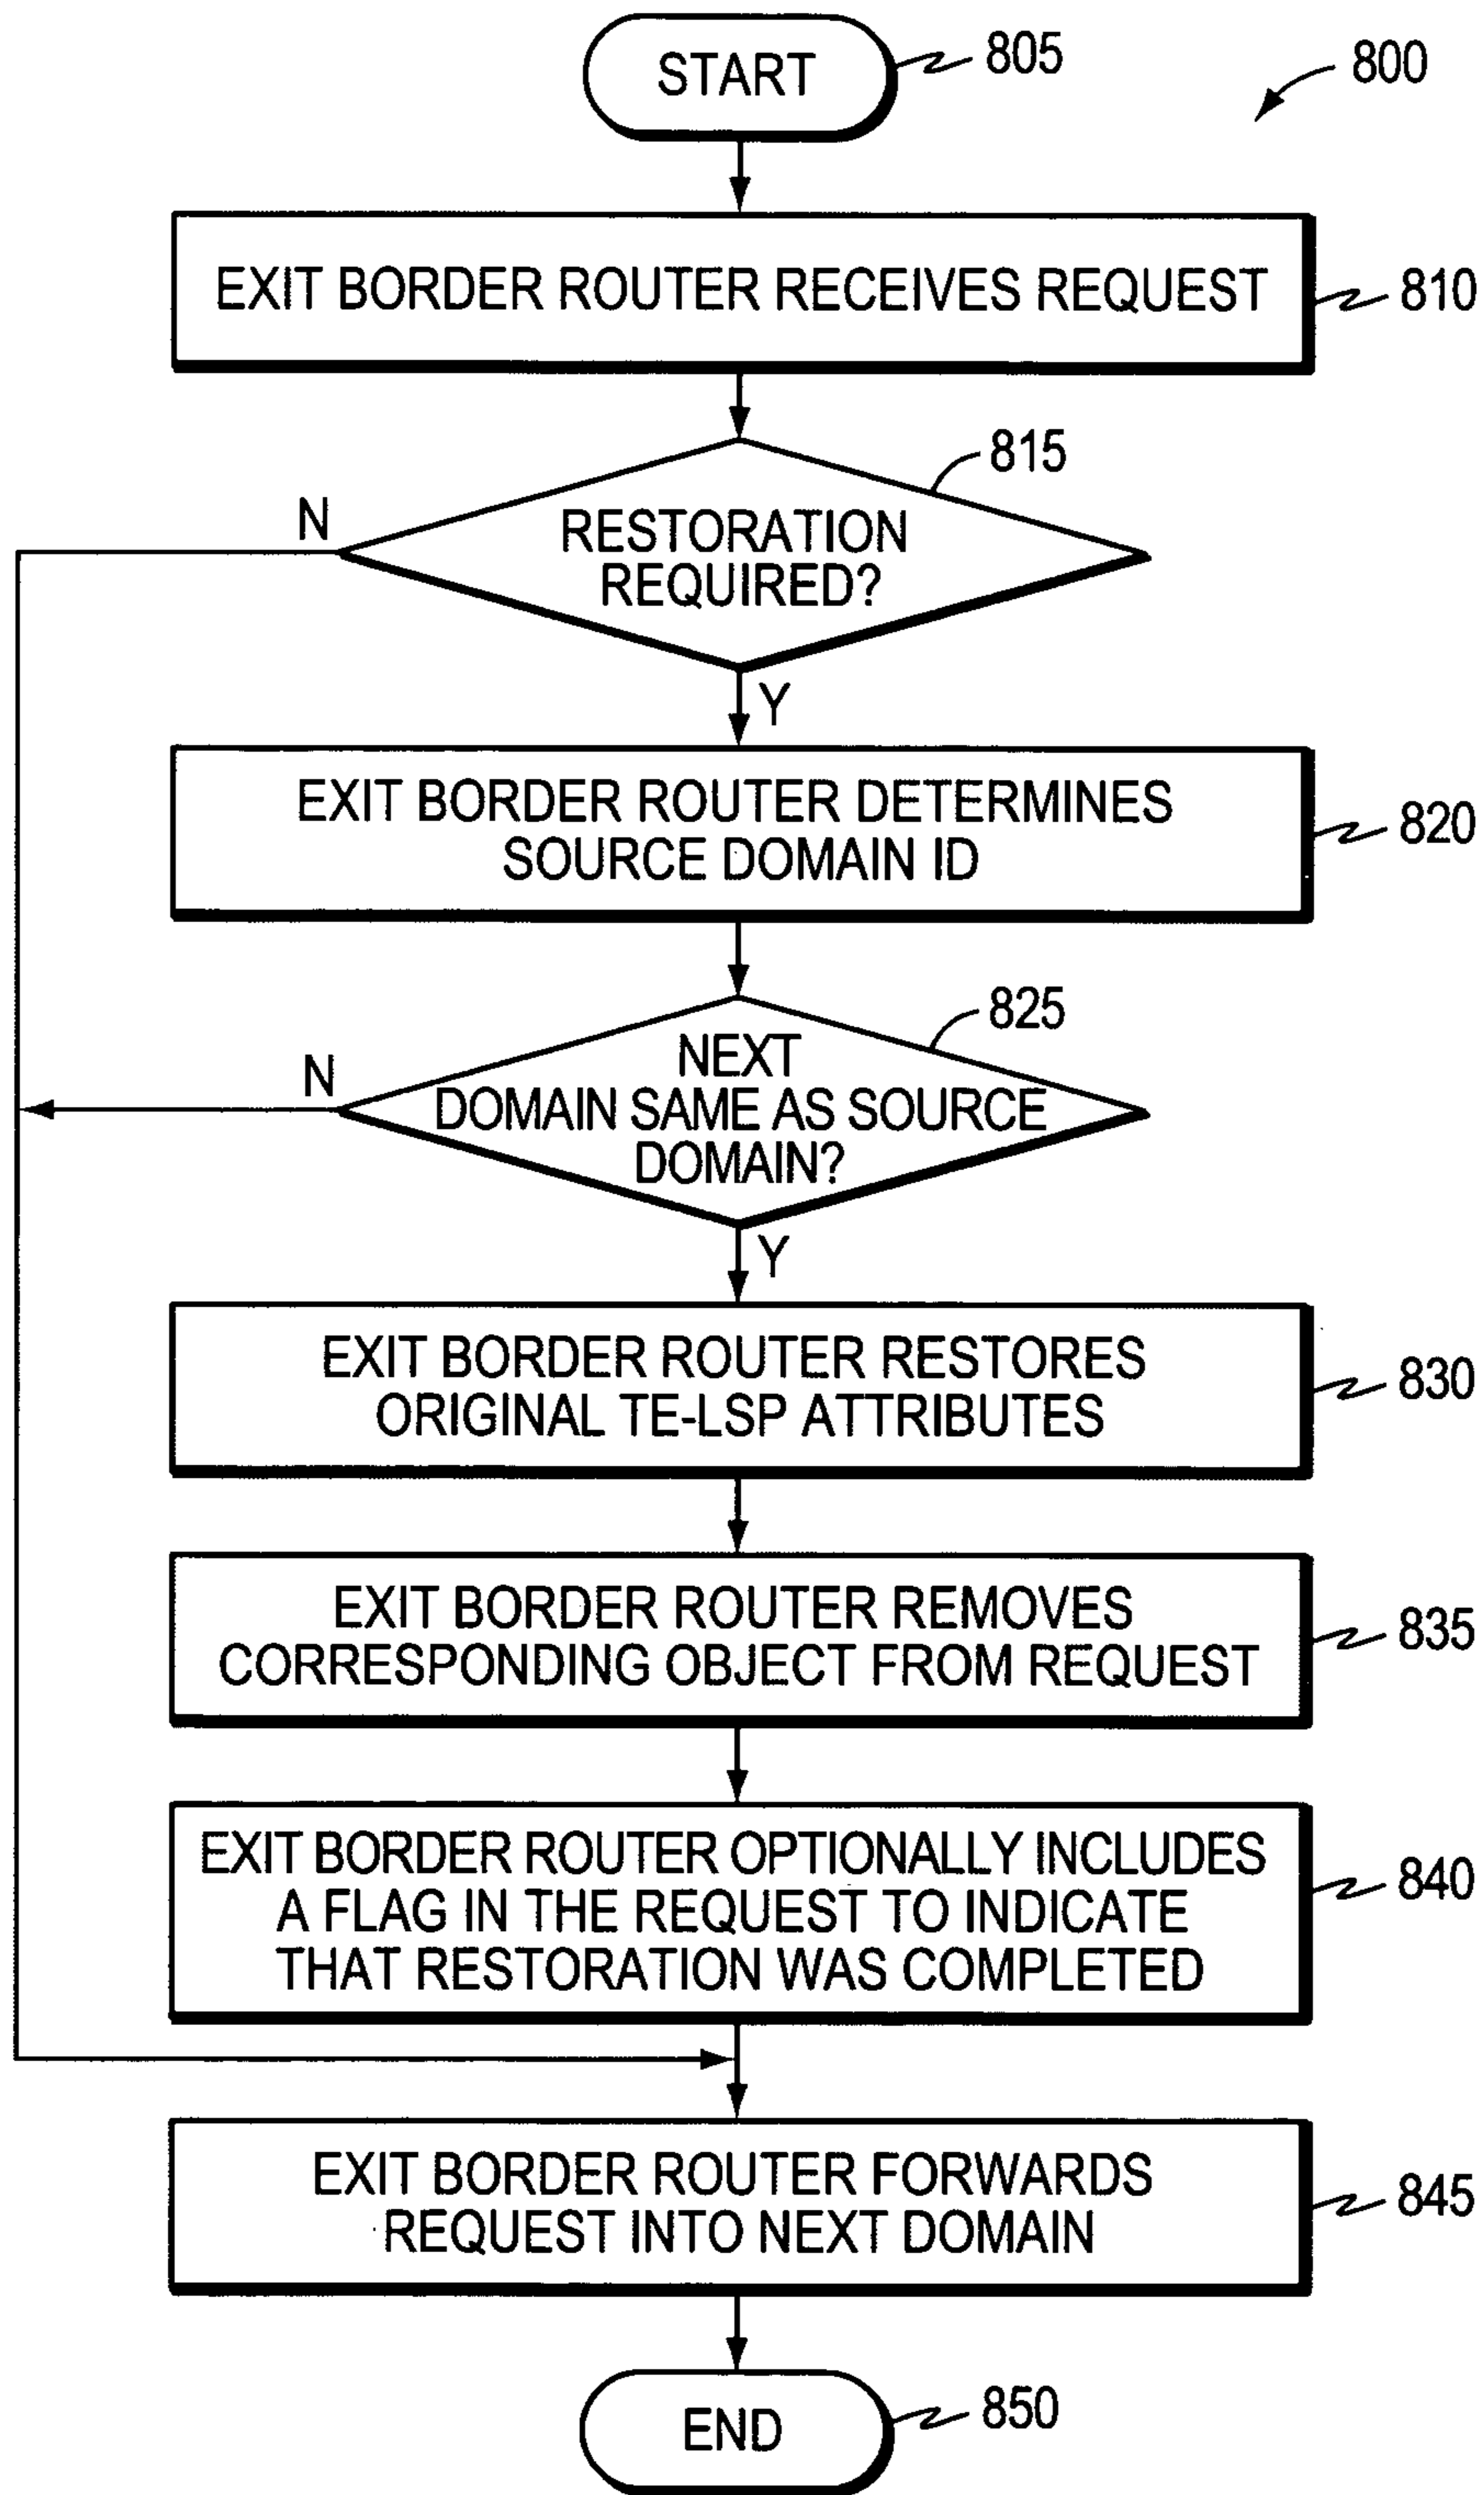 START
805
800
EXIT BORDER ROUTER RECEIVES REQUEST
810
815
N
RESTORATION
REQUIRED?
Y
EXIT BORDER ROUTER DETERMINES
SOURCE DOMAIN ID
820
825
N
NEXT
DOMAIN SAME AS SOURCE
DOMAIN?
Y
EXIT BORDER ROUTER RESTORES
ORIGINAL TE-LSP ATTRIBUTES
830
EXIT BORDER ROUTER REMOVES
CORRESPONDING OBJECT FROM REQUEST
835
EXIT BORDER ROUTER OPTIONALLY INCLUDES
A FLAG IN THE REQUEST TO INDICATE
THAT RESTORATION WAS COMPLETED
840
EXIT BORDER ROUTER FORWARDS
REQUEST INTO NEXT DOMAIN
845
END
850